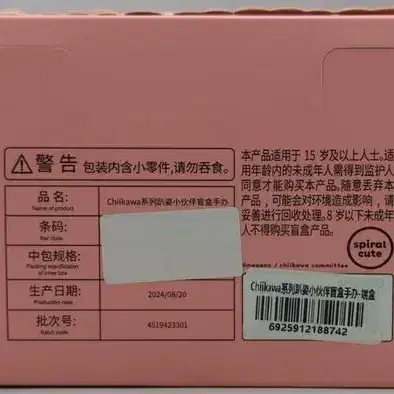 ⚠警告 包装内含小零件,请勿吞食。
品名:
Name of product
Chiikawa系列趴姿小伙伴盲盒手办
条码:
Bar code
中包规格:
Packing specification
of inner box
生产日期:
Production date
2024/08/20
批次号:
Batch code
4519423301
本产品适用于 15 岁及以上人士。适
用年龄内的未成年人需得到监护人
同意才能购买本产品。随意丢弃本
产品,可能会对环境造成影响,请
妥善进行回收处理。8 岁以下未成年
人不得购买盲盒产品。
spiral
cute
/ chiikawa committee
Chiikawa系列趴姿小伙伴盲盒手办-端盒
6925912188742